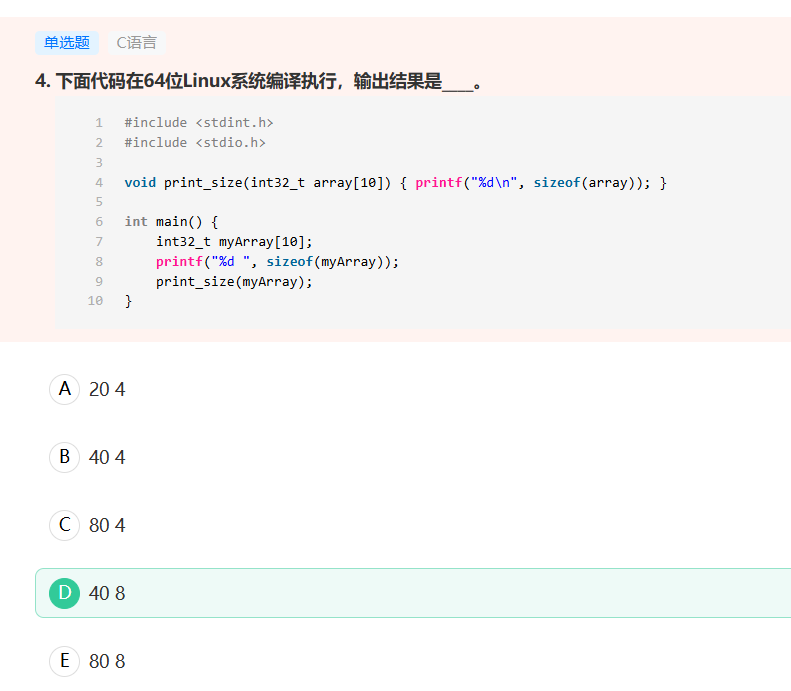 单选题 C语言
4. 下面代码在64位Linux系统编译执行，输出结果是____。
1 #include <stdint.h>
2 #include <stdio.h>
3
4 void print_size(int32_t array[10]) { printf("%d\n", sizeof(array)); }
5
6 int main() {
7     int32_t myArray[10];
8     printf("%d ", sizeof(myArray));
9     print_size(myArray);
10 }
A 20 4
B 40 4
C 80 4
D 40 8
E 80 8